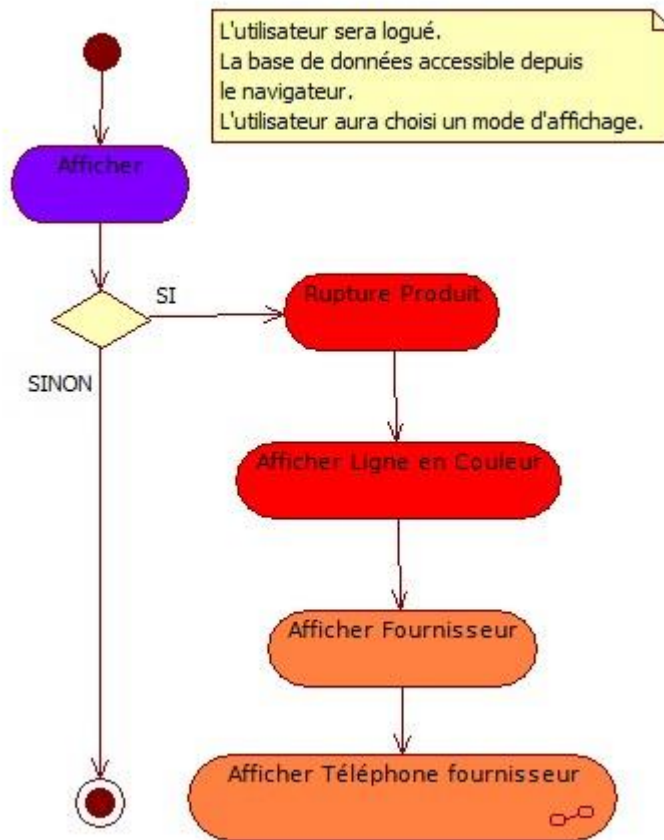 L'utilisateur sera logué.
La base de données accessible depuis
le navigateur.
L'utilisateur aura choisi un mode d'affichage.
Afficher
SI
Rupture Produit
SINON
Afficher Ligne en Couleur
Afficher Fournisseur
Afficher Téléphone fournisseur